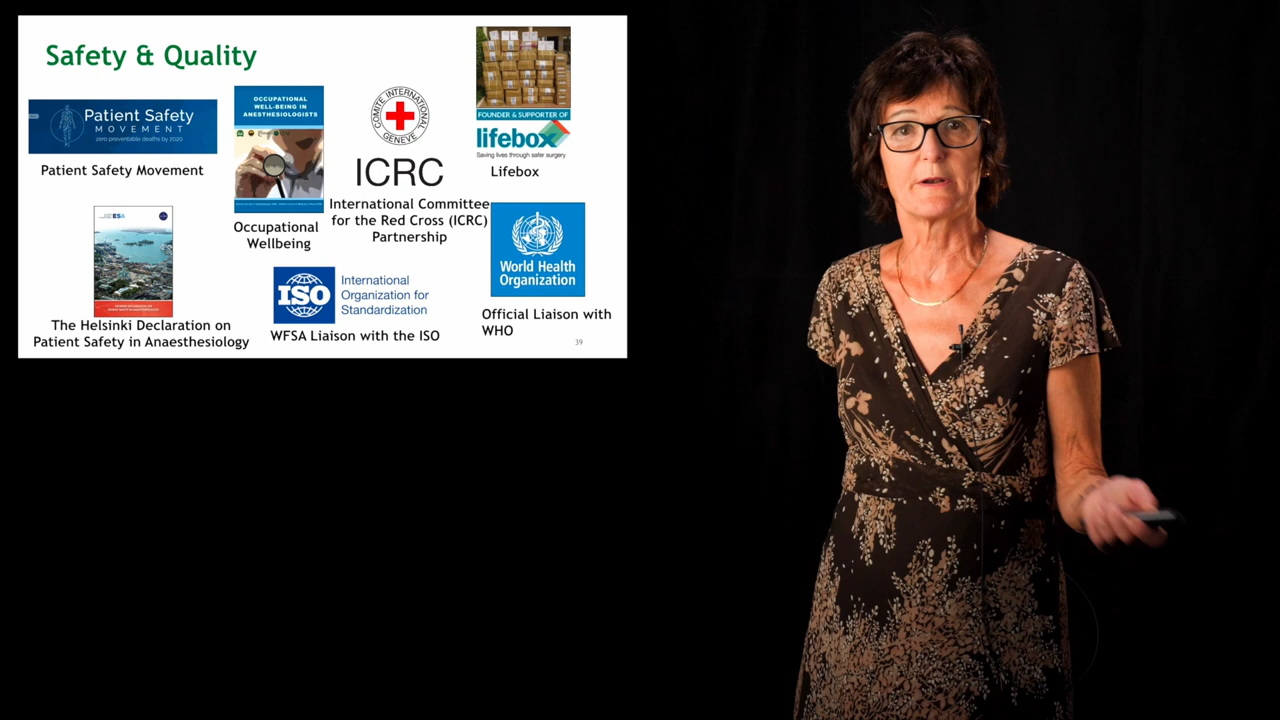 Safety & Quality
Patient Safety
MOVEMENT
zero preventable deaths by 2020
Patient Safety Movement
OCCUPATIONAL
WELL-BEING IN
ANESTHESIOLOGISTS
Occupational
Wellbeing
COMITE INTERNATIONAL
GENEVE
ICRC
International Committee
for the Red Cross (ICRC)
Partnership
FOUNDER & SUPPORTER OF
lifebox
Saving lives through safer surgery
Lifebox
ESA
The Helsinki Declaration on
Patient Safety in Anaesthesiology
ISO
International
Organization for
Standardization
WFSA Liaison with the ISO
World Health
Organization
Official Liaison with
WHO
39